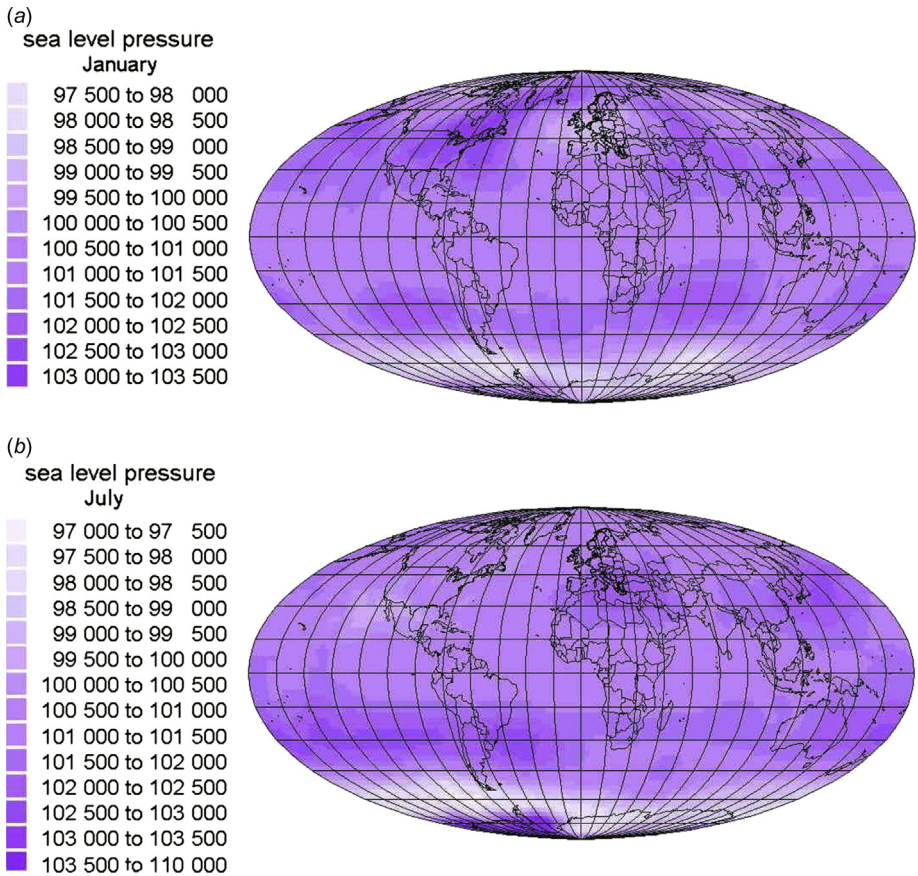 (a)
sea level pressure
January
97 500 to 98 000
98 000 to 98 500
98 500 to 99 000
99 000 to 99 500
99 500 to 100 000
100 000 to 100 500
100 500 to 101 000
101 000 to 101 500
101 500 to 102 000
102 000 to 102 500
102 500 to 103 000
103 000 to 103 500
(b)
sea level pressure
July
97 000 to 97 500
97 500 to 98 000
98 000 to 98 500
98 500 to 99 000
99 000 to 99 500
99 500 to 100 000
100 000 to 100 500
100 500 to 101 000
101 000 to 101 500
101 500 to 102 000
102 000 to 102 500
102 500 to 103 000
103 000 to 103 500
103 500 to 110 000